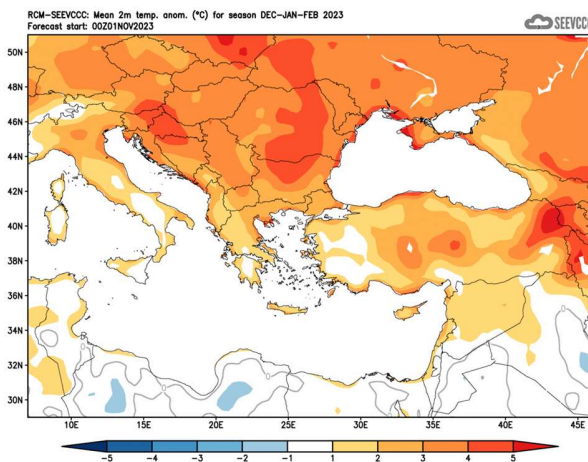 RCM-SEEVCCC: Mean 2m temp. anom. (°C) for season DEC-JAN-FEB 2023
Forecast start: 00Z01NOV2023
SEEVCCC
50N
48N
46N
44N
42N
40N
38N
36N
34N
32N
30N
10E 15E 20E 25E 30E 35E 40E 45E
-5 -4 -3 -2 -1 1 2 3 4 5